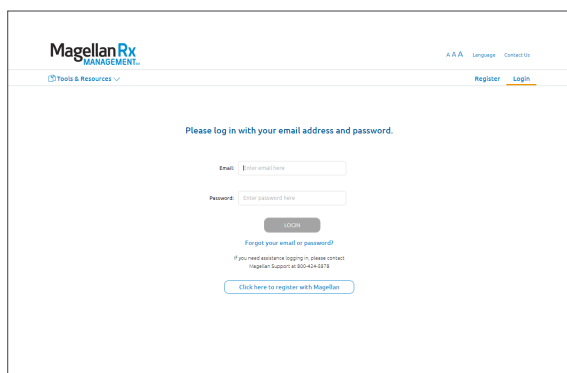 Magellan Rx
MANAGEMENT
A A A Language Contact Us
Tools & Resources
Register Login
Please log in with your email address and password.
Email: Enter email here
Password: Enter password here
LOGIN
Forgot your email or password?
If you need assistance logging in, please contact
Magellan Support at 800-424-5878
Click here to register with Magellan